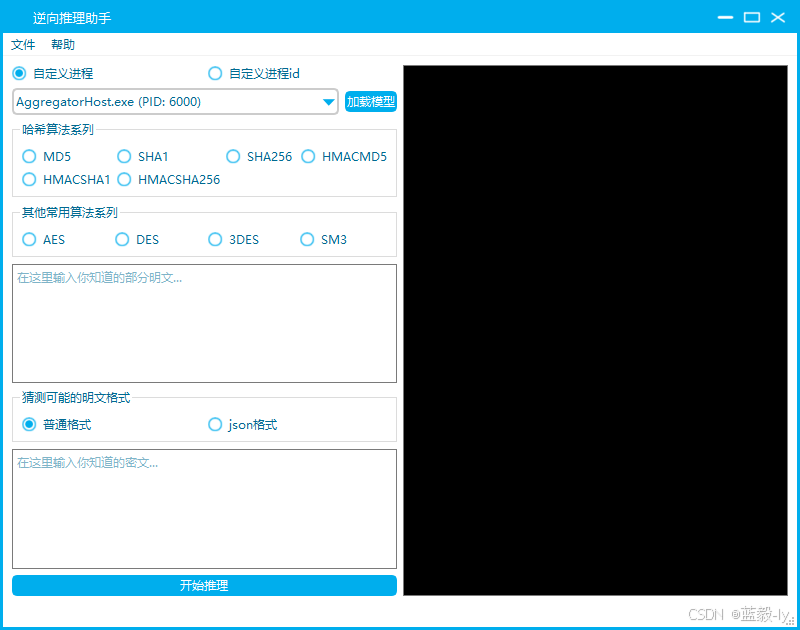 逆向推理助手
文件 帮助
自定义进程 自定义进程id
AggregatorHost.exe (PID: 6000) 加载模型
哈希算法系列
MD5 SHA1 SHA256 HMACMD5
HMACSHA1 HMACSHA256
其他常用算法系列
AES DES 3DES SM3
在这里输入你知道的部分明文...
猜测可能的明文格式
普通格式 json格式
在这里输入你知道的密文...
开始推理
CSDN @蓝毅-ly